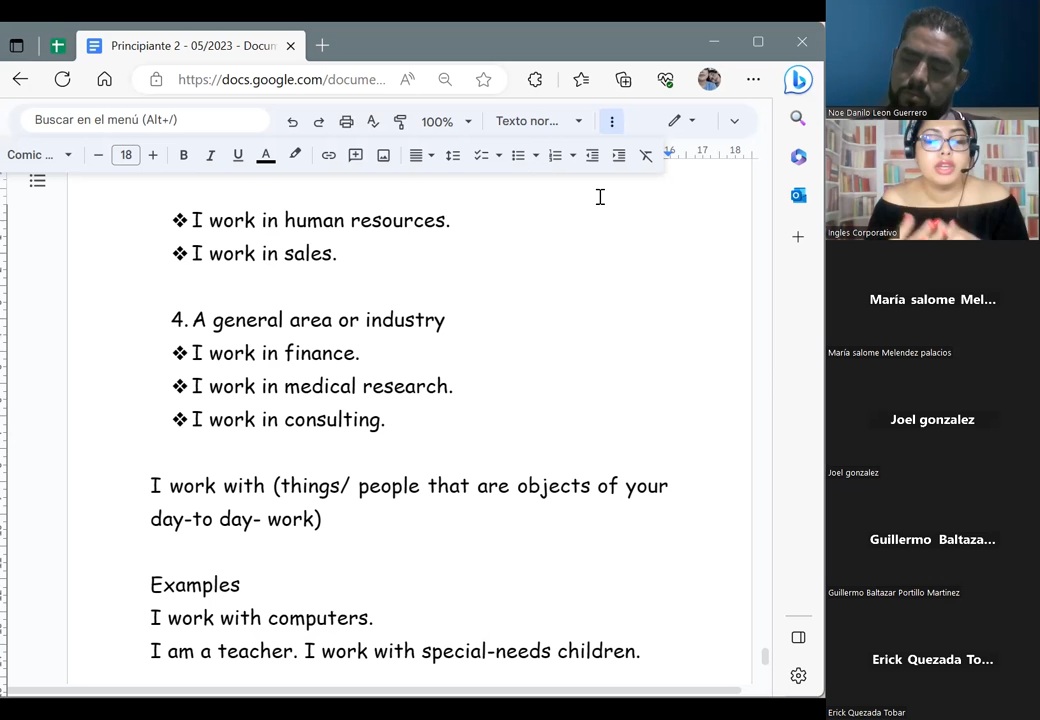 Principiante 2 - 05/2023 - Docum
https://docs.google.com/docume...
Buscar en el menú (Alt+/)
100%
Texto nor...
Comic ...
18
16 17 18
❖ I work in human resources.
❖ I work in sales.
4. A general area or industry
❖ I work in finance.
❖ I work in medical research.
❖ I work in consulting.
I work with (things/ people that are objects of your
day-to day- work)
Examples
I work with computers.
I am a teacher. I work with special-needs children.
Noe Danilo Leon Guerrero
Ingles Corporativo
María salome Mel...
María salome Melendez palacios
Joel gonzalez
Joel gonzalez
Guillermo Baltaza...
Guillermo Baltazar Portillo Martinez
Erick Quezada To...
Erick Quezada Tobar